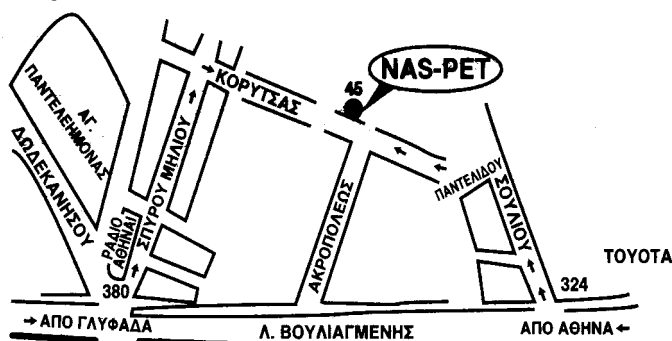 ΚΟΡΥΤΣΑΣ
45
NAS-PET
ΑΓ.
ΠΑΝΤΕΛΕΗΜΟΝΑΣ
ΔΩΔΕΚΑΝΗΣΟΥ
ΣΠΥΡΟΥ ΜΗΛΙΟΥ
ΡΑΔΙΟ
ΑΘΗΝΑΙ
ΑΚΡΟΠΟΛΕΩΣ
ΠΑΝΤΕΛΙΔΟΥ
ΣΟΥΛΙΟΥ
TOYOTA
380
324
→ΑΠΟ ΓΛΥΦΑΔΑ
Λ. ΒΟΥΛΙΑΓΜΕΝΗΣ
ΑΠΟ ΑΘΗΝΑ←